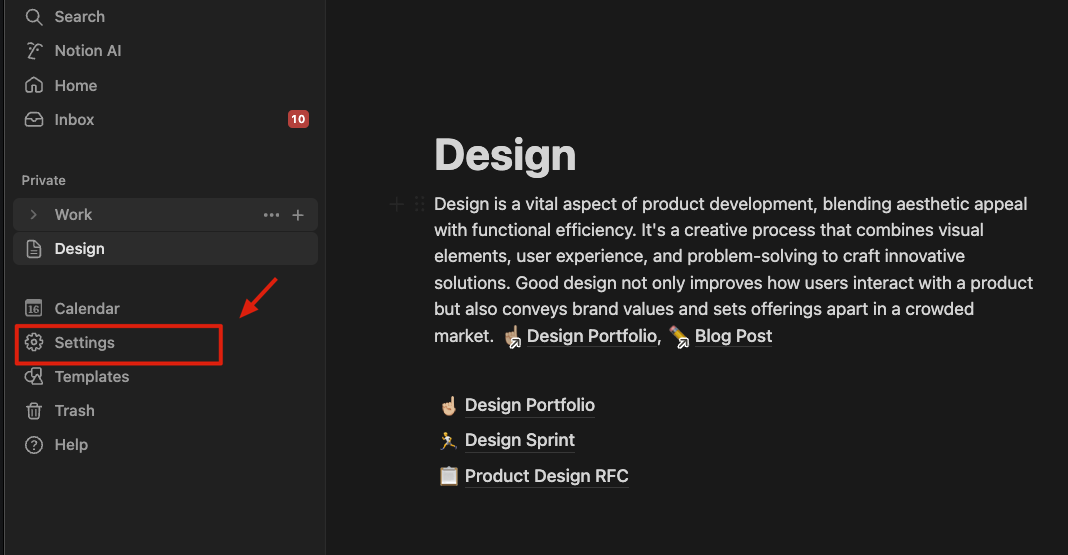 Search
Notion AI
Home
Inbox 10
Private
Work
Design
16 Calendar
Settings
Templates
Trash
Help
Design
Design is a vital aspect of product development, blending aesthetic appeal
with functional efficiency. It's a creative process that combines visual
elements, user experience, and problem-solving to craft innovative
solutions. Good design not only improves how users interact with a product
but also conveys brand values and sets offerings apart in a crowded
market. Design Portfolio, Blog Post
Design Portfolio
Design Sprint
Product Design RFC